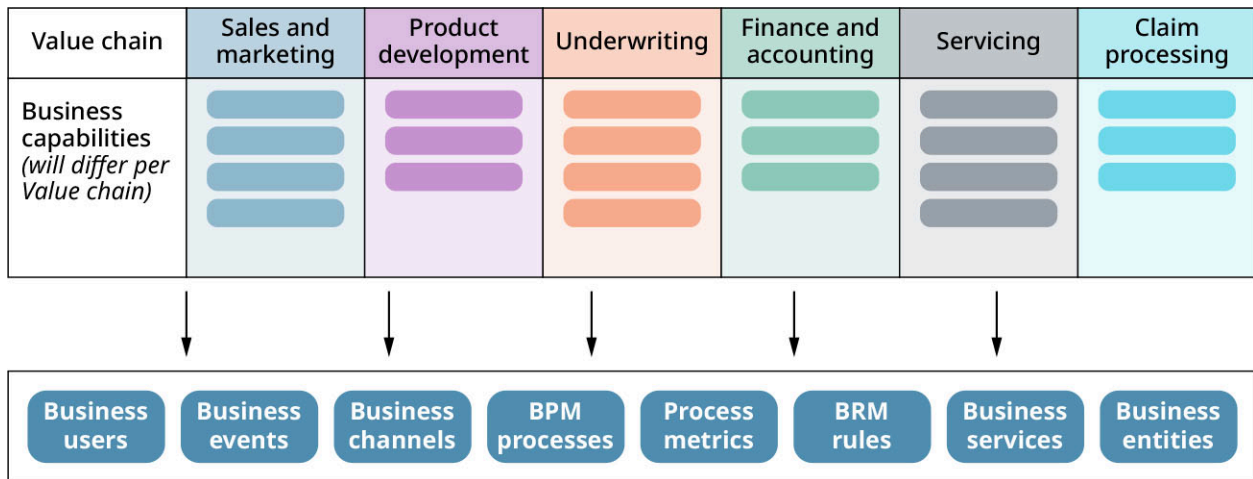 Value chain
Sales and
marketing
Product
development
Underwriting
Finance and
accounting
Servicing
Claim
processing
Business
capabilities
(will differ per
Value chain)
Business
users
Business
events
Business
channels
BPM
processes
Process
metrics
BRM
rules
Business
services
Business
entities